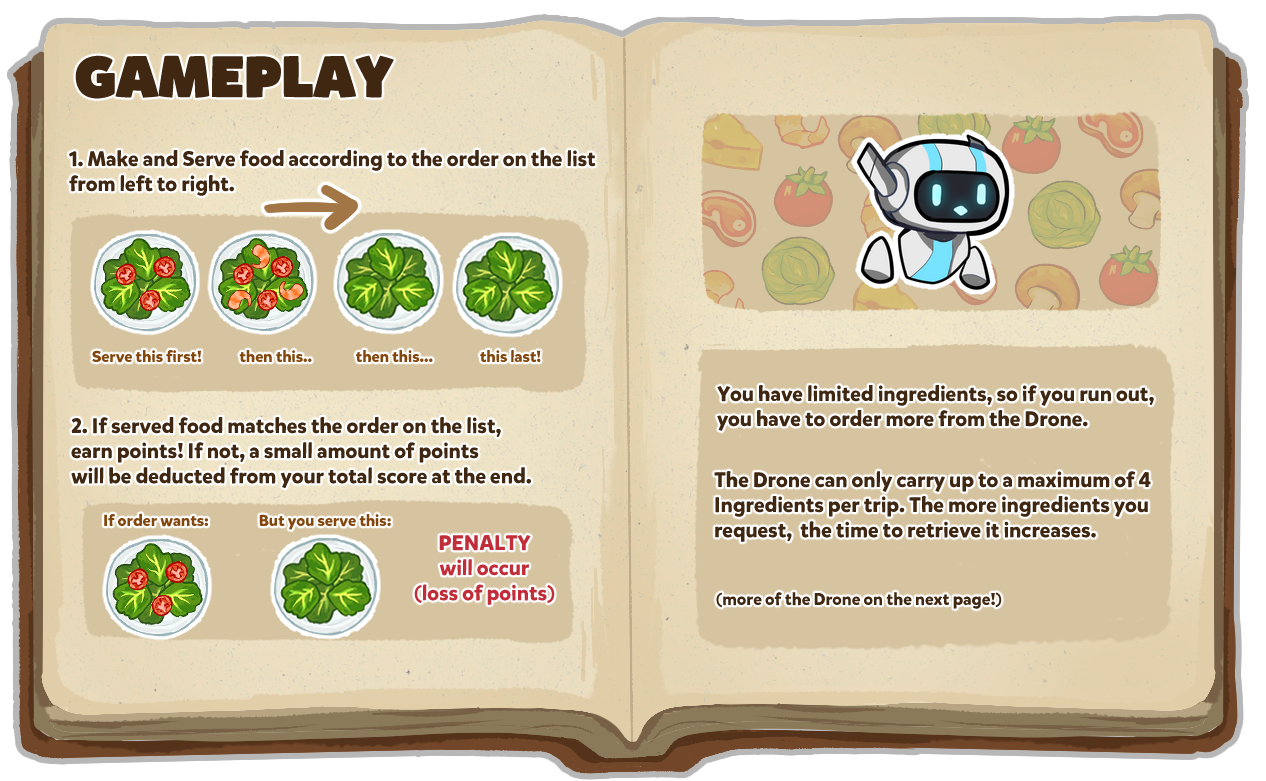 GAMEPLAY
1. Make and Serve food according to the order on the list
from left to right.
Serve this first!
then this..
then this...
this last!
2. If served food matches the order on the list,
earn points! If not, a small amount of points
will be deducted from your total score at the end.
If order wants:
But you serve this:
PENALTY
will occur
(loss of points)
You have limited ingredients, so if you run out,
you have to order more from the Drone.
The Drone can only carry up to a maximum of 4
Ingredients per trip. The more ingredients you
request, the time to retrieve it increases.
(more of the Drone on the next page!)